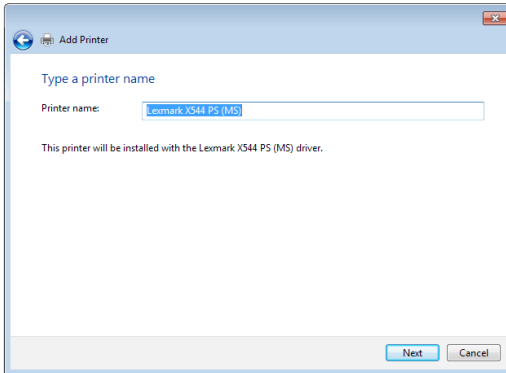 Add Printer
Type a printer name
Printer name: Lexmark X544 PS (MS)
This printer will be installed with the Lexmark X544 PS (MS) driver.
Next Cancel